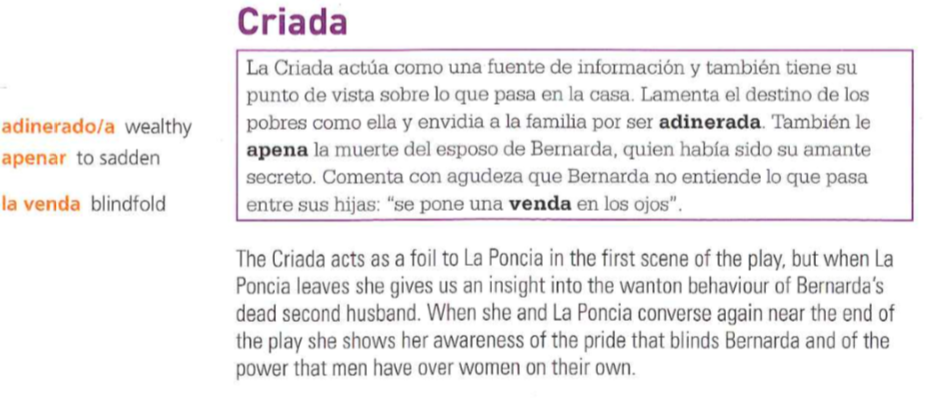 Criada
La Criada actúa como una fuente de información y también tiene su
punto de vista sobre lo que pasa en la casa. Lamenta el destino de los
pobres como ella y envidia a la familia por ser adinerada. También le
apena la muerte del esposo de Bernarda, quien había sido su amante
secreto. Comenta con agudeza que Bernarda no entiende lo que pasa
entre sus hijas: “se pone una venda en los ojos”.
adinerado/a wealthy
apenar to sadden
la venda blindfold
The Criada acts as a foil to La Poncia in the first scene of the play, but when La
Poncia leaves she gives us an insight into the wanton behaviour of Bernarda's
dead second husband. When she and La Poncia converse again near the end of
the play she shows her awareness of the pride that blinds Bernarda and of the
power that men have over women on their own.